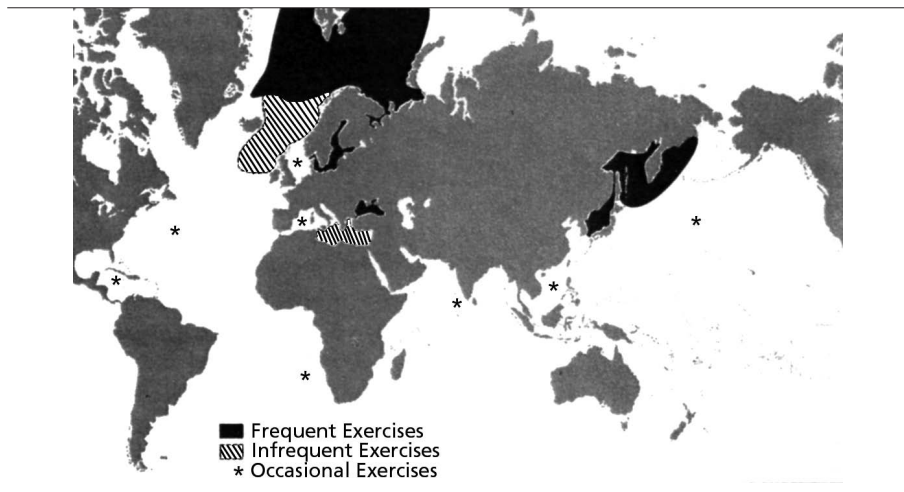 Frequent Exercises
Infrequent Exercises
* Occasional Exercises